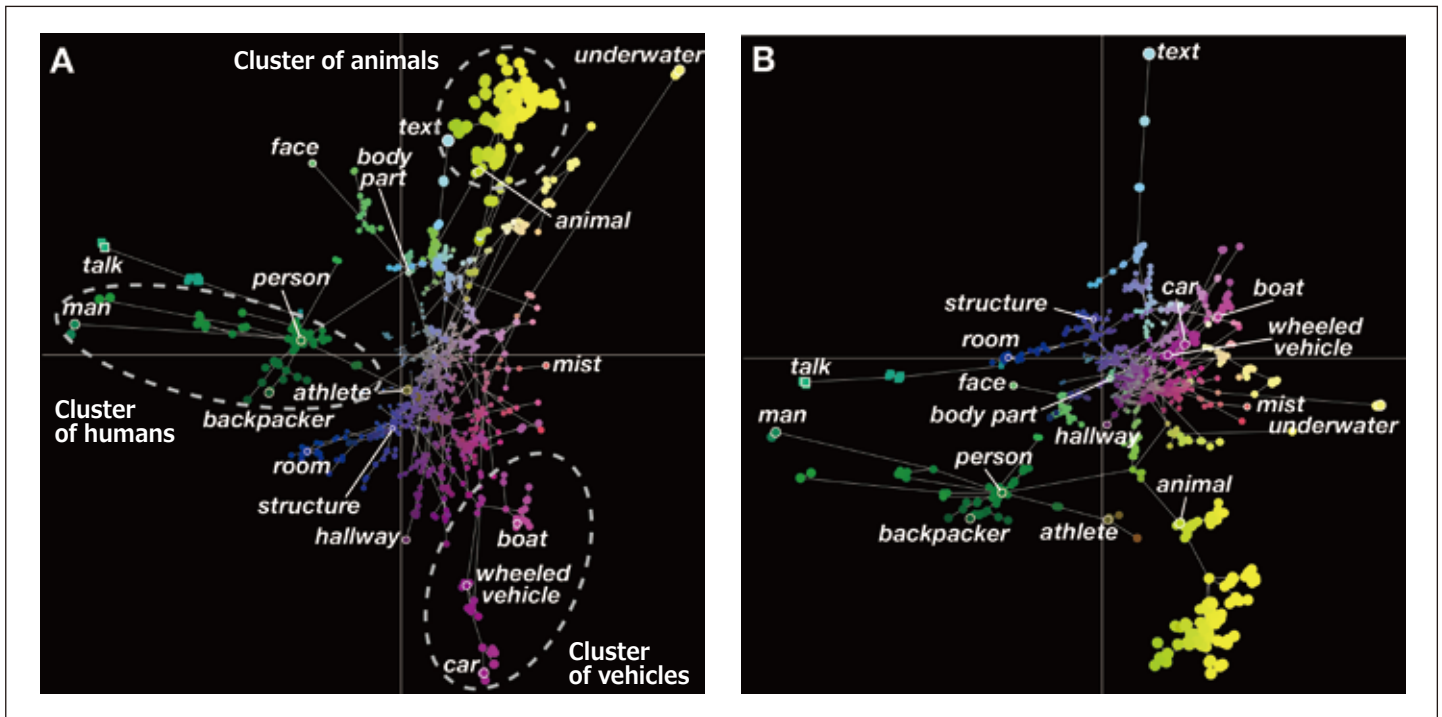 A
Cluster of animals
underwater
text
face
body
part
animal
talk
person
man
mist
athlete
backpacker
Cluster
of humans
room
structure
hallway
boat
wheeled
vehicle
car
Cluster
of vehicles
B
text
car
boat
structure
wheeled
vehicle
room
talk
face
mist
body part
underwater
man
hallway
person
animal
backpacker
athlete